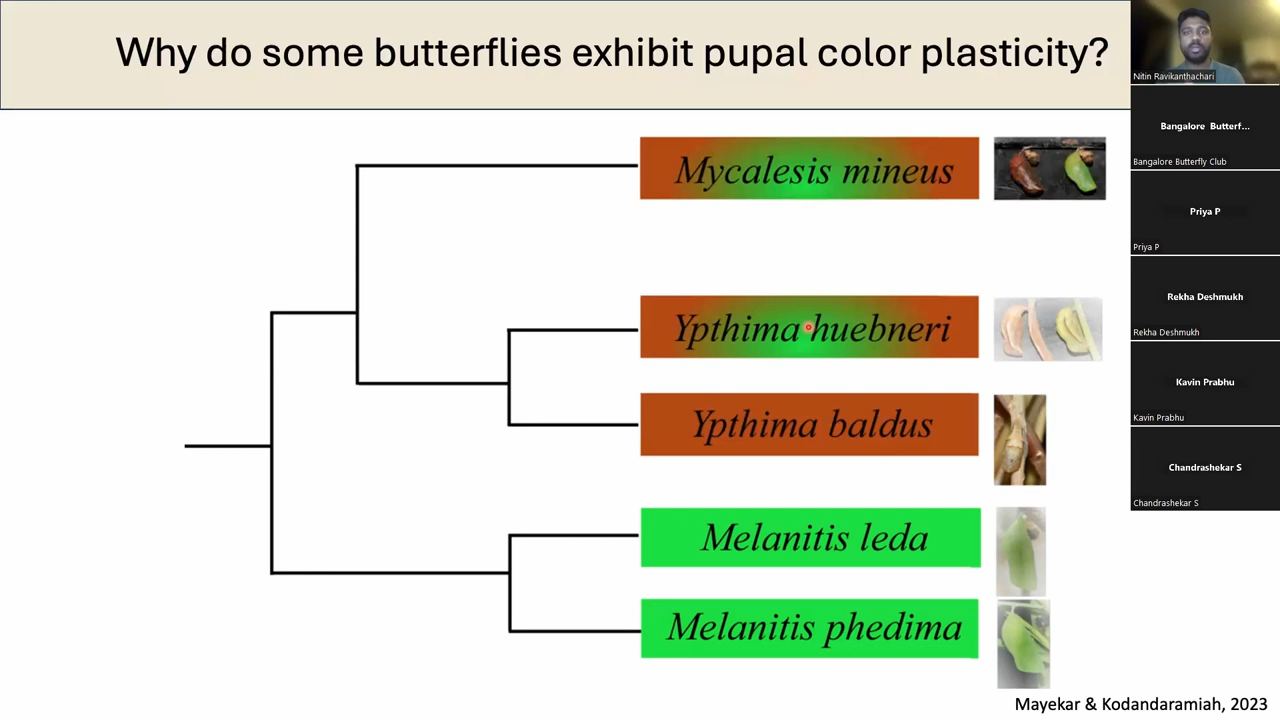 Why do some butterflies exhibit pupal color plasticity?
Mycalesis mineus
Ypthima huebneri
Ypthima baldus
Melanitis leda
Melanitis phedima
Mayekar & Kodandaramiah, 2023
Nitin Ravikanthachari
Bangalore Butterf...
Bangalore Butterfly Club
Priya P
Priya P
Rekha Deshmukh
Rekha Deshmukh
Kavin Prabhu
Kavin Prabhu
Chandrashekar S
Chandrashekar S